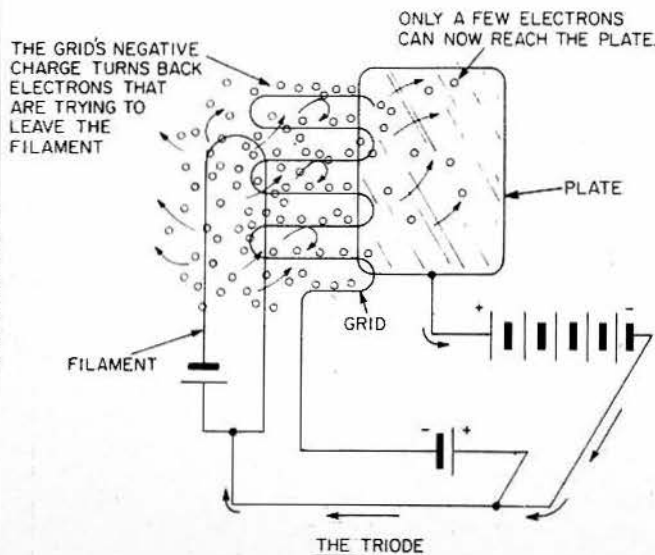 THE GRID'S NEGATIVE
CHARGE TURNS BACK
ELECTRONS THAT
ARE TRYING TO
LEAVE THE
FILAMENT
ONLY A FEW ELECTRONS
CAN NOW REACH THE PLATE.
PLATE
GRID
FILAMENT
+
-
-
+
THE TRIODE